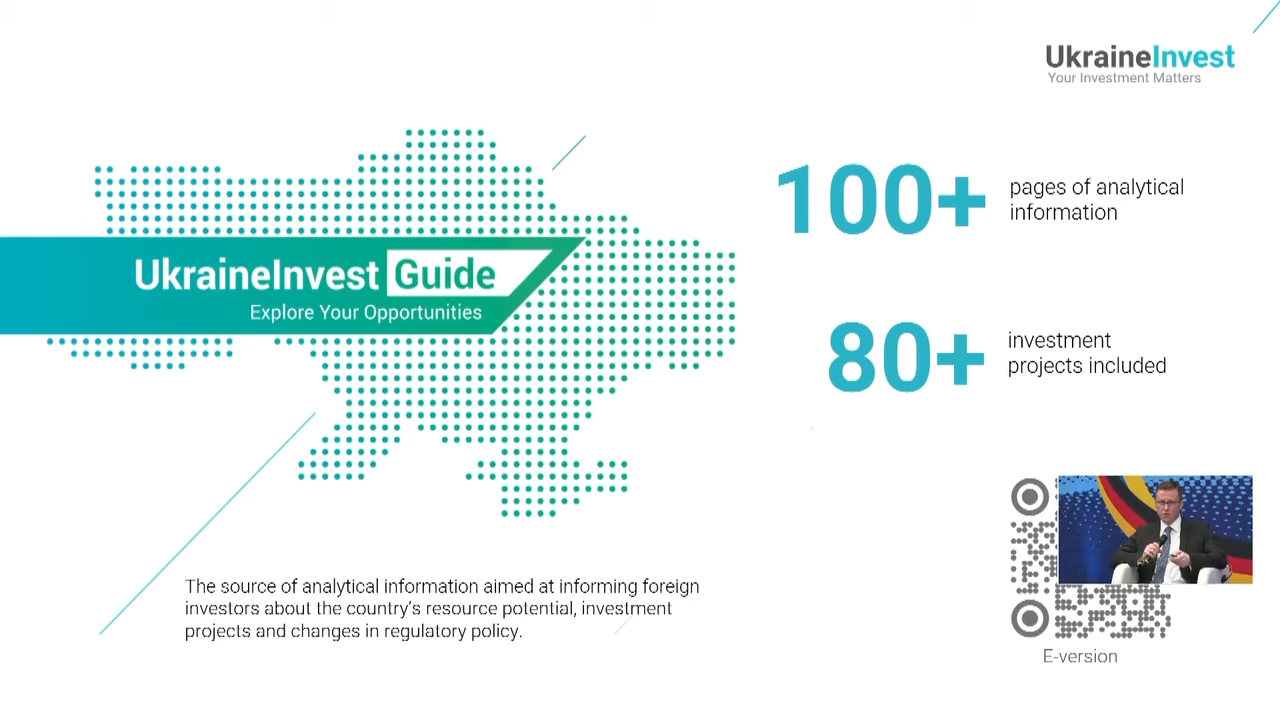 UkraineInvest
Your Investment Matters
100+
pages of analytical
information
UkraineInvest Guide
Explore Your Opportunities
80+
investment
projects included
The source of analytical information aimed at informing foreign
investors about the country's resource potential, investment
projects and changes in regulatory policy.
E-version